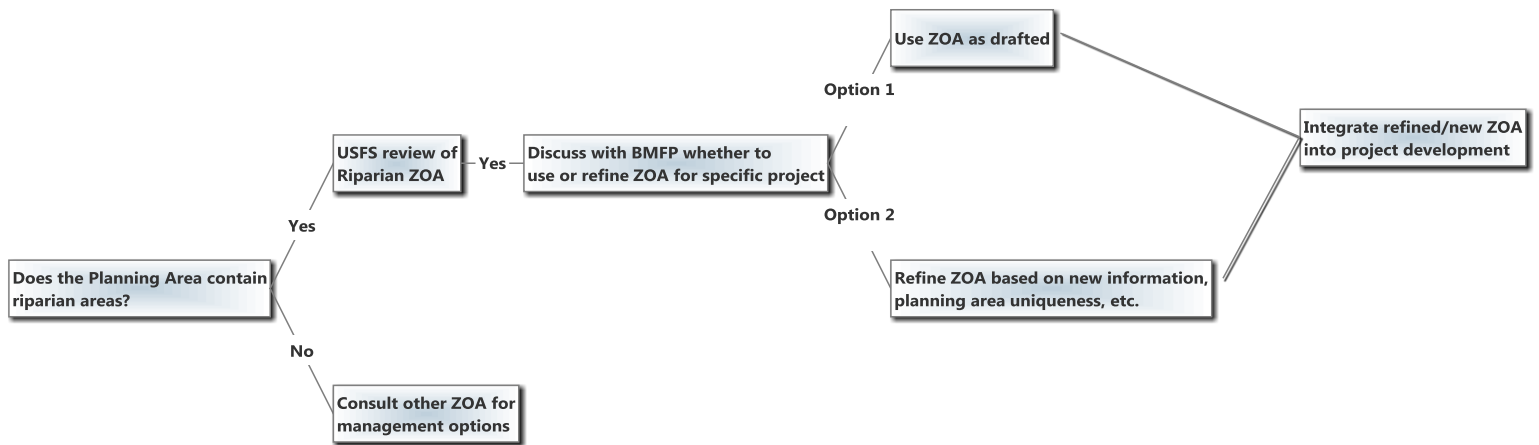 Does the Planning Area contain
riparian areas?
Yes
No
USFS review of
Riparian ZOA
Consult other ZOA for
management options
Yes
Discuss with BMFP whether to
use or refine ZOA for specific project
Option 1
Option 2
Use ZOA as drafted
Refine ZOA based on new information,
planning area uniqueness, etc.
Integrate refined/new ZOA
into project development